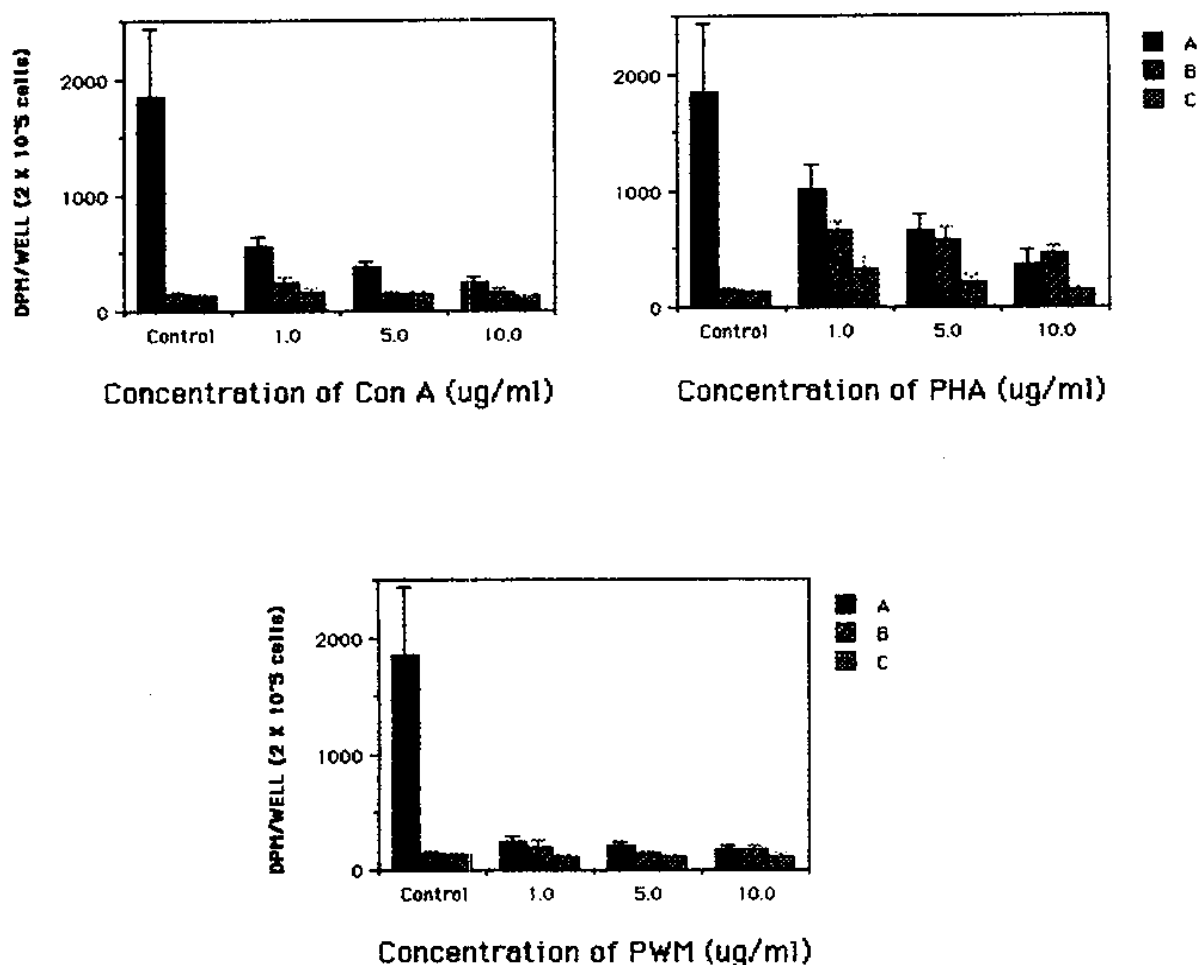 DPM/WELL (2 X 10^5 cells)
2000
1000
0
Control 1.0 5.0 10.0
Concentration of Con A (ug/ml)
2000
1000
0
Control 1.0 5.0 10.0
Concentration of PHA (ug/ml)
A
B
C
DPM/WELL (2 X 10^5 cells)
2000
1000
0
Control 1.0 5.0 10.0
Concentration of PWM (ug/ml)
A
B
C